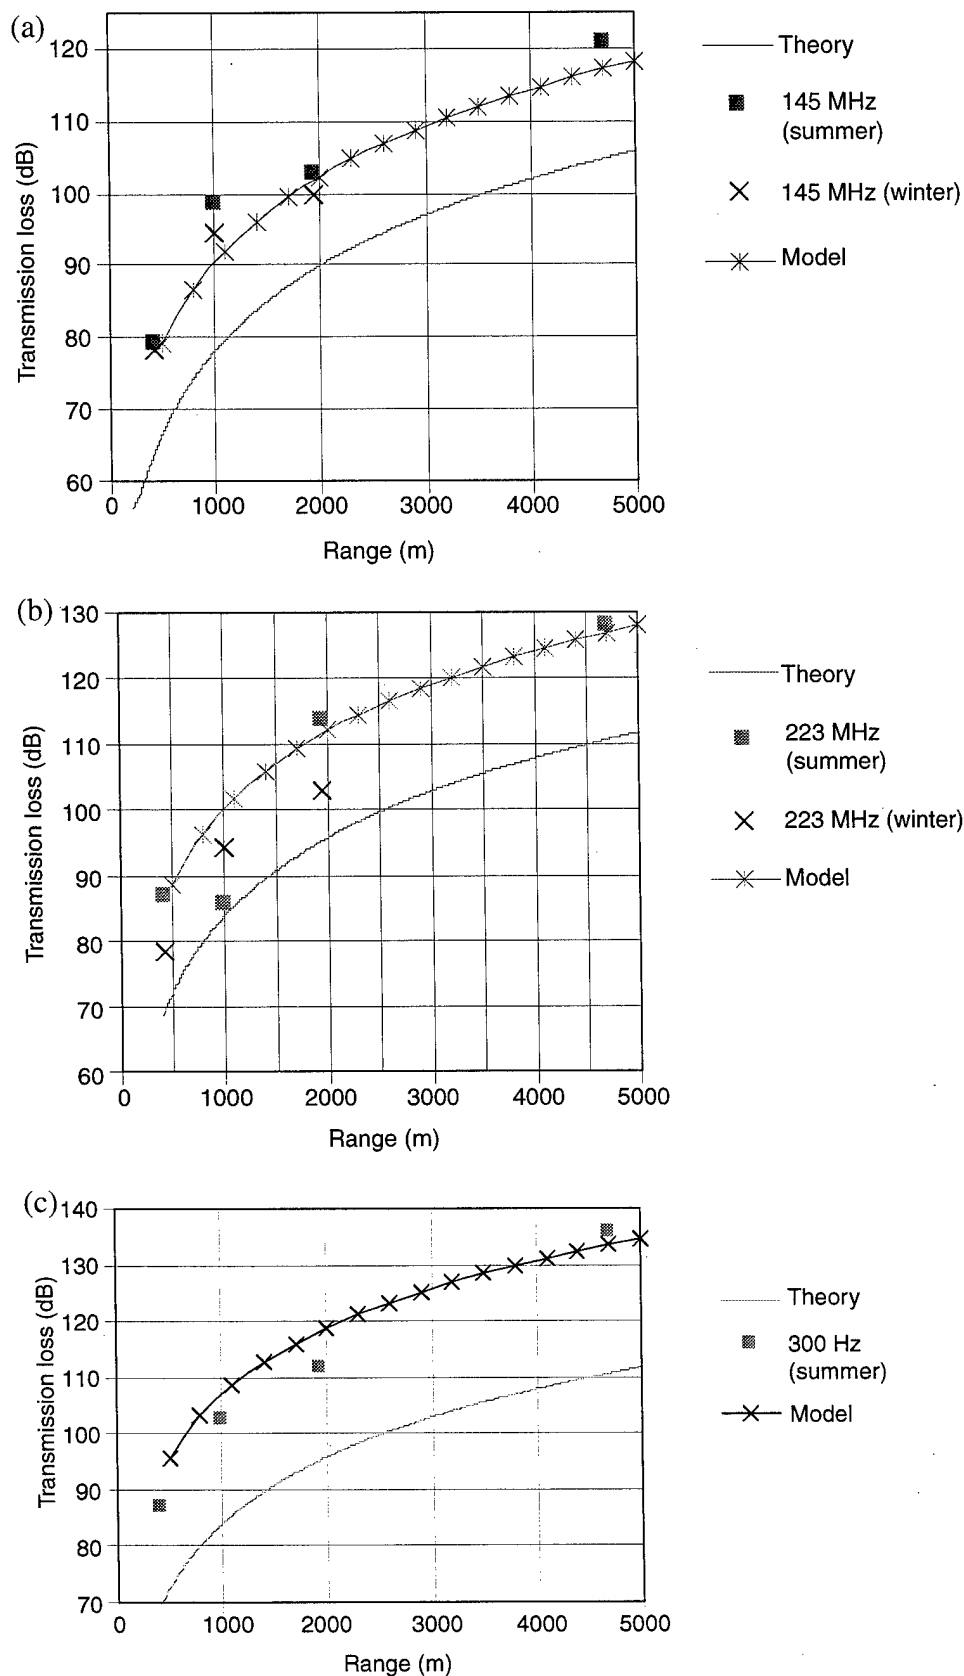 (a)
120
110
100
90
80
70
60
Transmission loss (dB)
0 1000 2000 3000 4000 5000
Range (m)
Theory
145 MHz
(summer)
145 MHz (winter)
Model
(b)
130
120
110
100
90
80
70
60
Transmission loss (dB)
0 1000 2000 3000 4000 5000
Range (m)
Theory
223 MHz
(summer)
223 MHz (winter)
Model
(c)
140
130
120
110
100
90
80
70
Transmission loss (dB)
0 1000 2000 3000 4000 5000
Range (m)
Theory
300 Hz
(summer)
Model